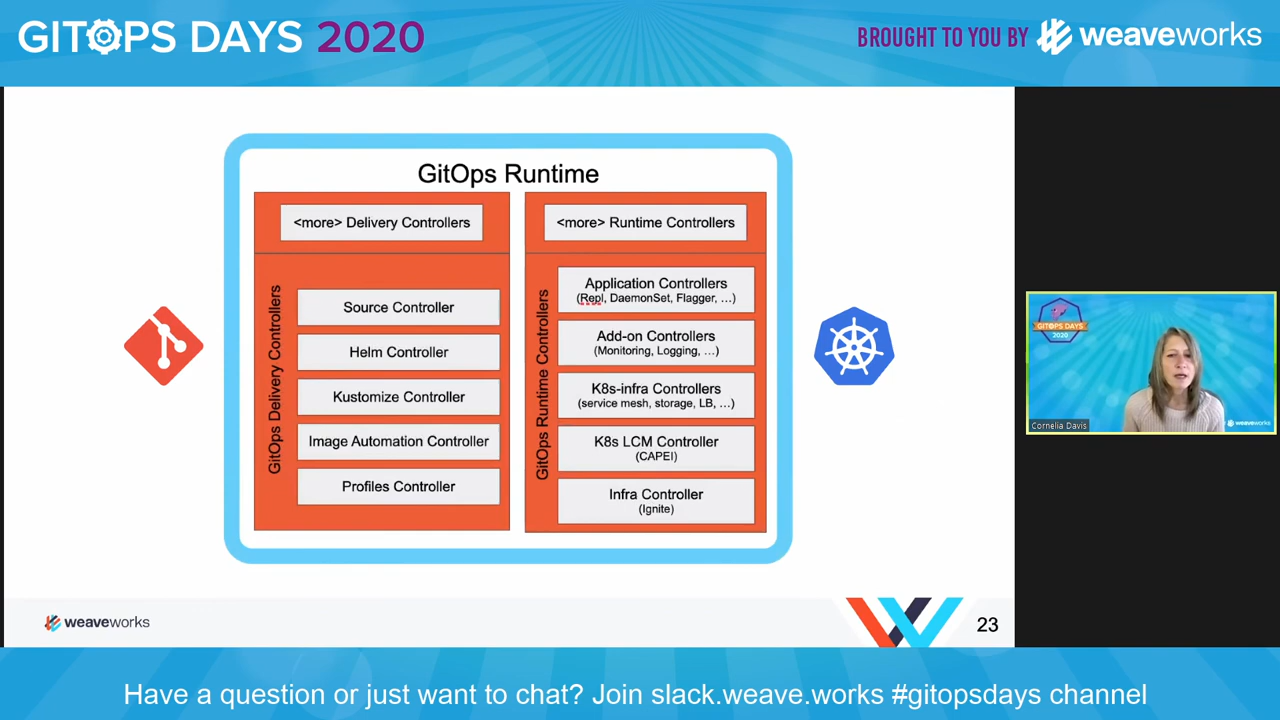 GITOPS DAYS 2020
BROUGHT TO YOU BY weaveworks
GitOps Runtime
<more> Delivery Controllers
GitOps Delivery Controllers
Source Controller
Helm Controller
Kustomize Controller
Image Automation Controller
Profiles Controller
<more> Runtime Controllers
GitOps Runtime Controllers
Application Controllers
(Repl, DaemonSet, Flagger, ...)
Add-on Controllers
(Monitoring, Logging, ...)
K8s-infra Controllers
(service mesh, storage, LB, ...)
K8s LCM Controller
(CAPEI)
Infra Controller
(Ignite)
GITOPS DAYS
2020
Cornelia Davis
weaveworks
weaveworks
23
Have a question or just want to chat? Join slack.weave.works #gitopsdays channel